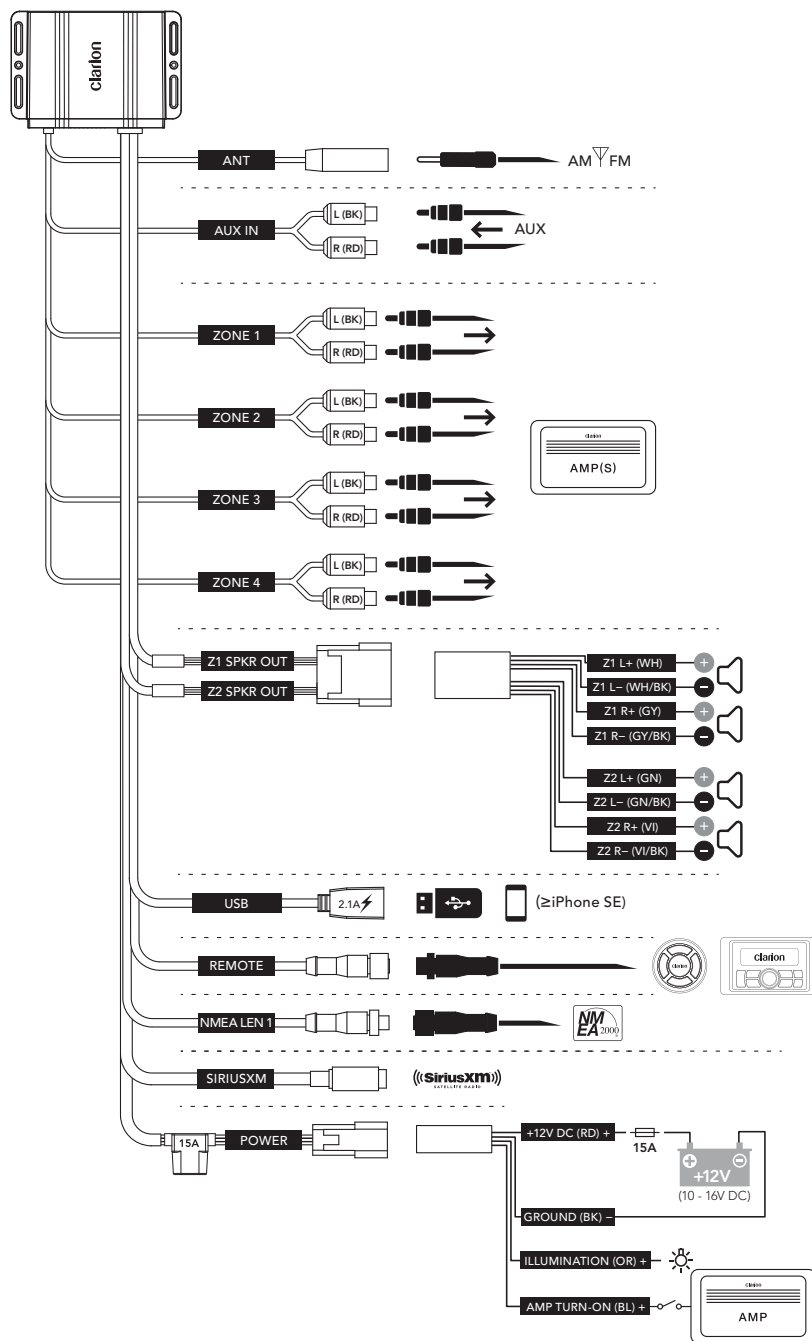 clarion
ANT
AM FM
AUX IN
L (BK)
R (RD)
AUX
ZONE 1
L (BK)
R (RD)
ZONE 2
L (BK)
R (RD)
ZONE 3
L (BK)
R (RD)
ZONE 4
L (BK)
R (RD)
clarion
AMP(S)
Z1 SPKR OUT
Z2 SPKR OUT
Z1 L+ (WH)
Z1 L− (WH/BK)
Z1 R+ (GY)
Z1 R− (GY/BK)
Z2 L+ (GN)
Z2 L− (GN/BK)
Z2 R+ (VI)
Z2 R− (VI/BK)
USB
2.1A
(≥iPhone SE)
REMOTE
clarion
clarion
NMEA LEN 1
NMEA 2000
SIRIUSXM
((SiriusXM))
SATELLITE RADIO
15A
POWER
+12V DC (RD) +
15A
+12V
(10 - 16V DC)
GROUND (BK) −
ILLUMINATION (OR) +
AMP TURN-ON (BL) +
clarion
AMP